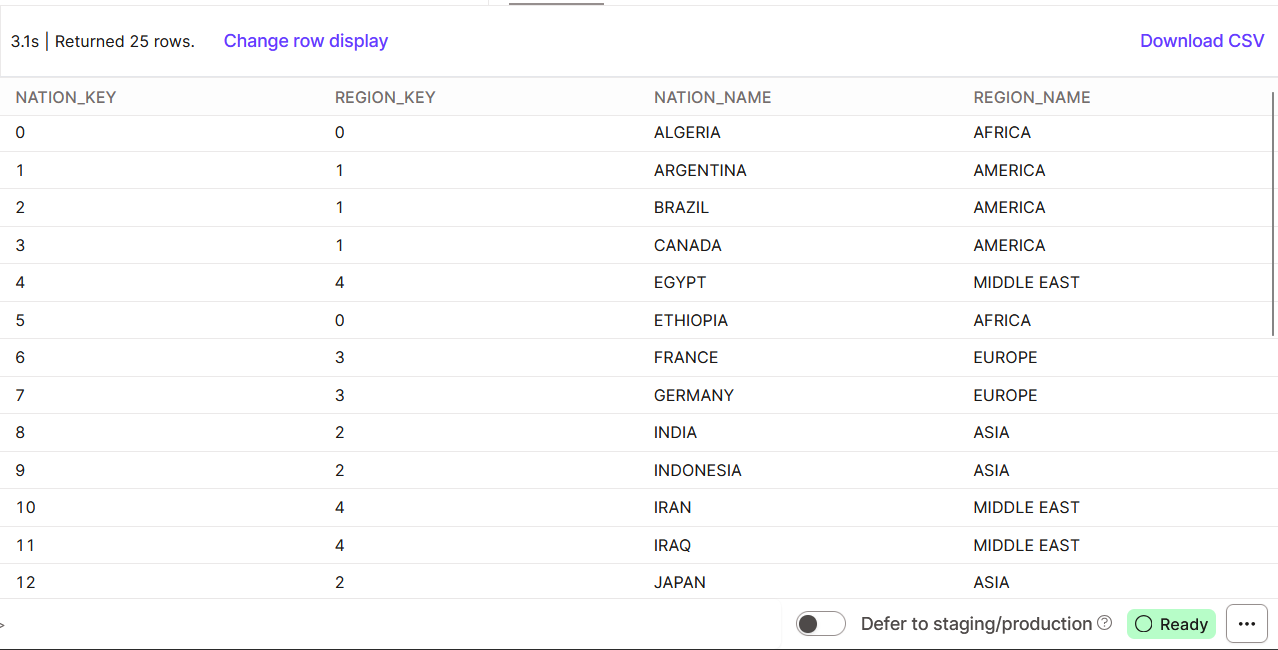 3.1s | Returned 25 rows. Change row display Download CSV
NATION_KEY REGION_KEY NATION_NAME REGION_NAME
0 0 ALGERIA AFRICA
1 1 ARGENTINA AMERICA
2 1 BRAZIL AMERICA
3 1 CANADA AMERICA
4 4 EGYPT MIDDLE EAST
5 0 ETHIOPIA AFRICA
6 3 FRANCE EUROPE
7 3 GERMANY EUROPE
8 2 INDIA ASIA
9 2 INDONESIA ASIA
10 4 IRAN MIDDLE EAST
11 4 IRAQ MIDDLE EAST
12 2 JAPAN ASIA
> Defer to staging/production ? Ready ...